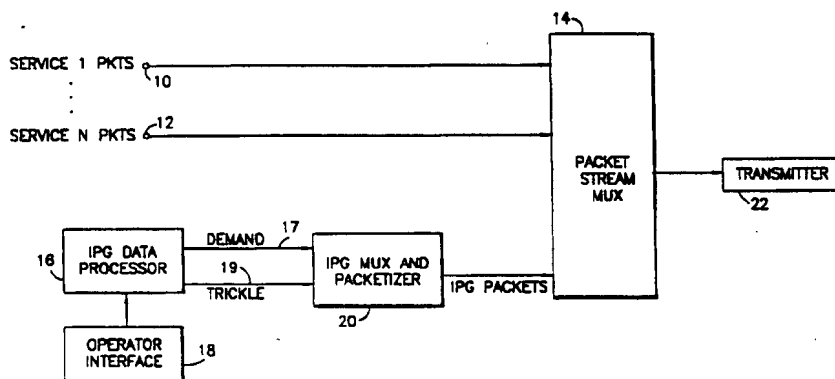 14
SERVICE 1 PKTS
10
SERVICE N PKTS
12
PACKET
STREAM
MUX
TRANSMITTER
22
16
IPG DATA
PROCESSOR
DEMAND
17
19
TRICKLE
IPG MUX AND
PACKETIZER
20
IPG PACKETS
OPERATOR
INTERFACE
18